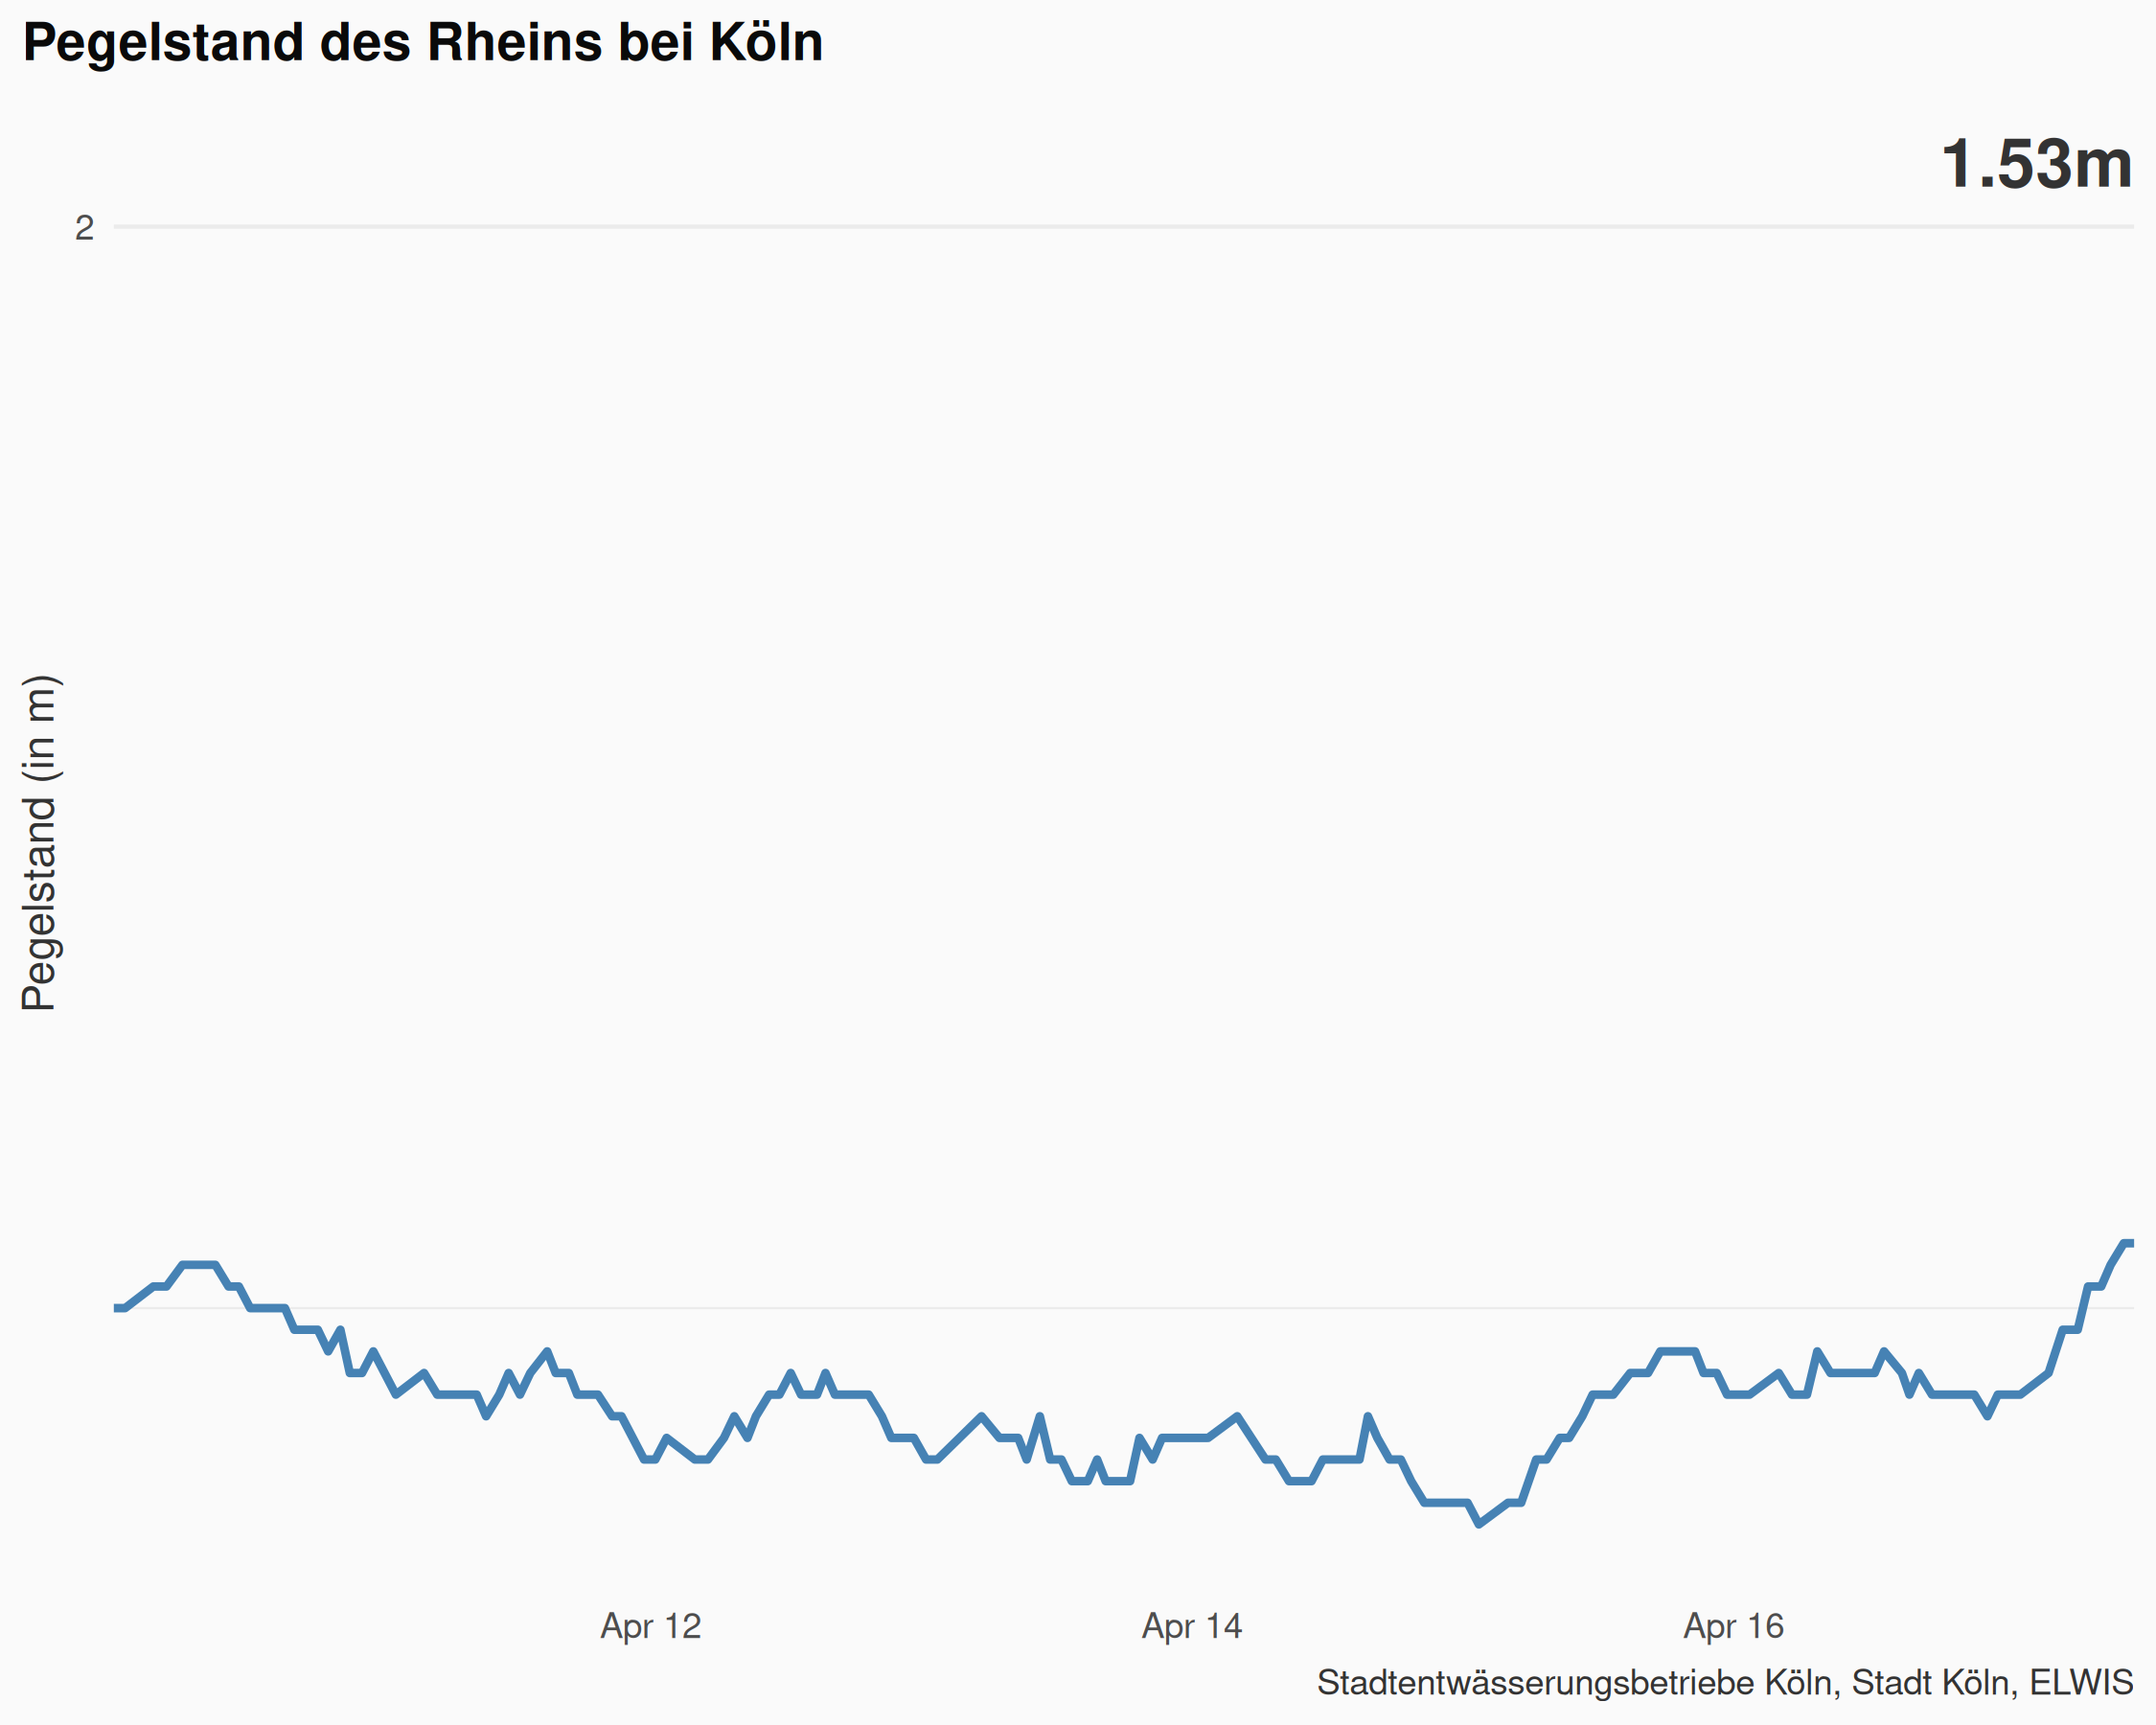 Pegelstand des Rheins bei Köln
1.53m
2
Pegelstand (in m)
Apr 12
Apr 14
Apr 16
Stadtentwässerungsbetriebe Köln, Stadt Köln, ELWIS